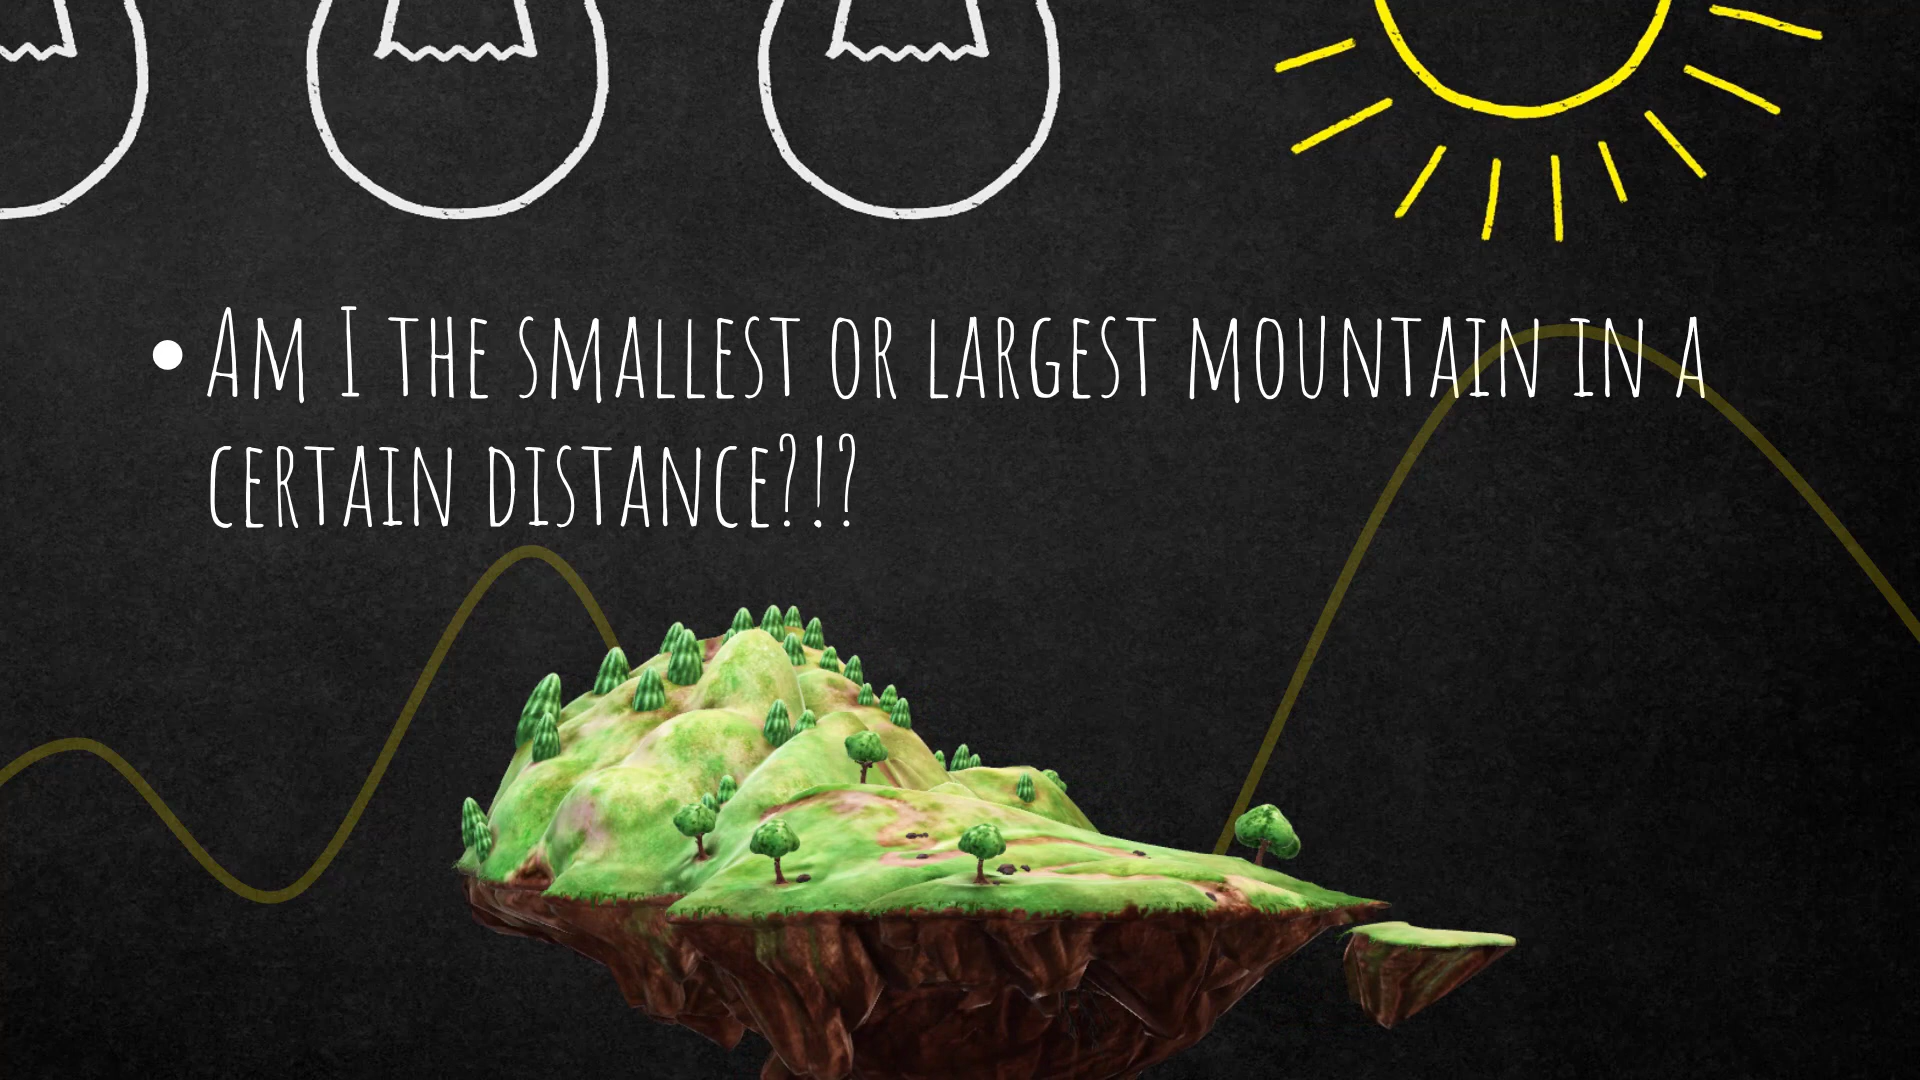 • Am I the smallest or largest mountain in a
certain distance?!?